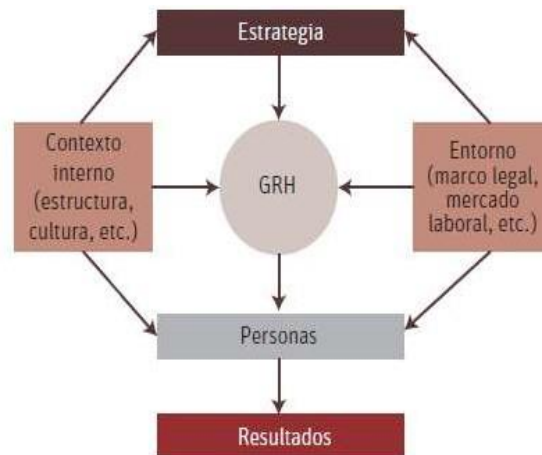 Estrategia
Contexto
interno
(estructura,
cultura, etc.)
GRH
Entorno
(marco legal,
mercado
laboral, etc.)
Personas
Resultados